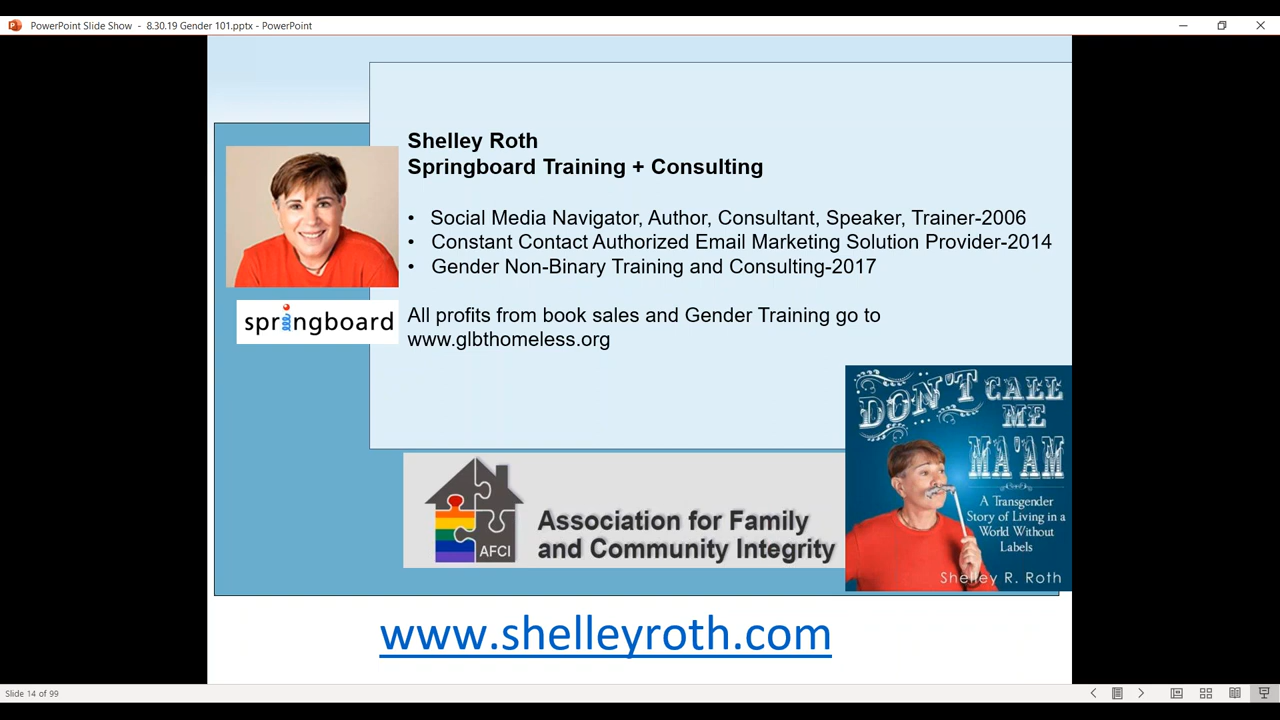 PowerPoint Slide Show - 8.30.19 Gender 101.pptx - PowerPoint
Shelley Roth
Springboard Training + Consulting
• Social Media Navigator, Author, Consultant, Speaker, Trainer-2006
• Constant Contact Authorized Email Marketing Solution Provider-2014
• Gender Non-Binary Training and Consulting-2017
springboard
All profits from book sales and Gender Training go to
www.glbthomeless.org
DON'T CALL
ME
MA'AM
A Transgender
Story of Living in a
World Without
Labels
Shelley R. Roth
AFCI
Association for Family
and Community Integrity
www.shelleyroth.com
Slide 14 of 99